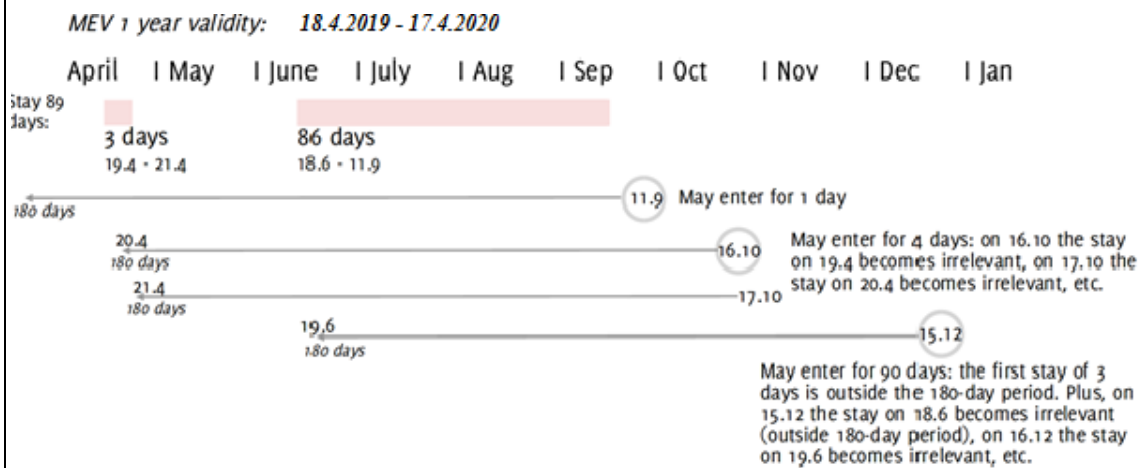 MEV 1 year validity: 18.4.2019 - 17.4.2020
April I May I June I July I Aug I Sep I Oct I Nov I Dec I Jan
Stay 89
days:
3 days
86 days
19.4 - 21.4
18.6 - 11.9
11.9
May enter for 1 day
180 days
20.4
180 days
16.10
May enter for 4 days: on 16.10 the stay
on 19.4 becomes irrelevant, on 17.10 the
stay on 20.4 becomes irrelevant, etc.
21.4
180 days
17.10
19,6
180 days
15.12
May enter for 90 days: the first stay of 3
days is outside the 180-day period. Plus, on
15.12 the stay on 18.6 becomes irrelevant
(outside 180-day period), on 16.12 the stay
on 19.6 becomes irrelevant, etc.